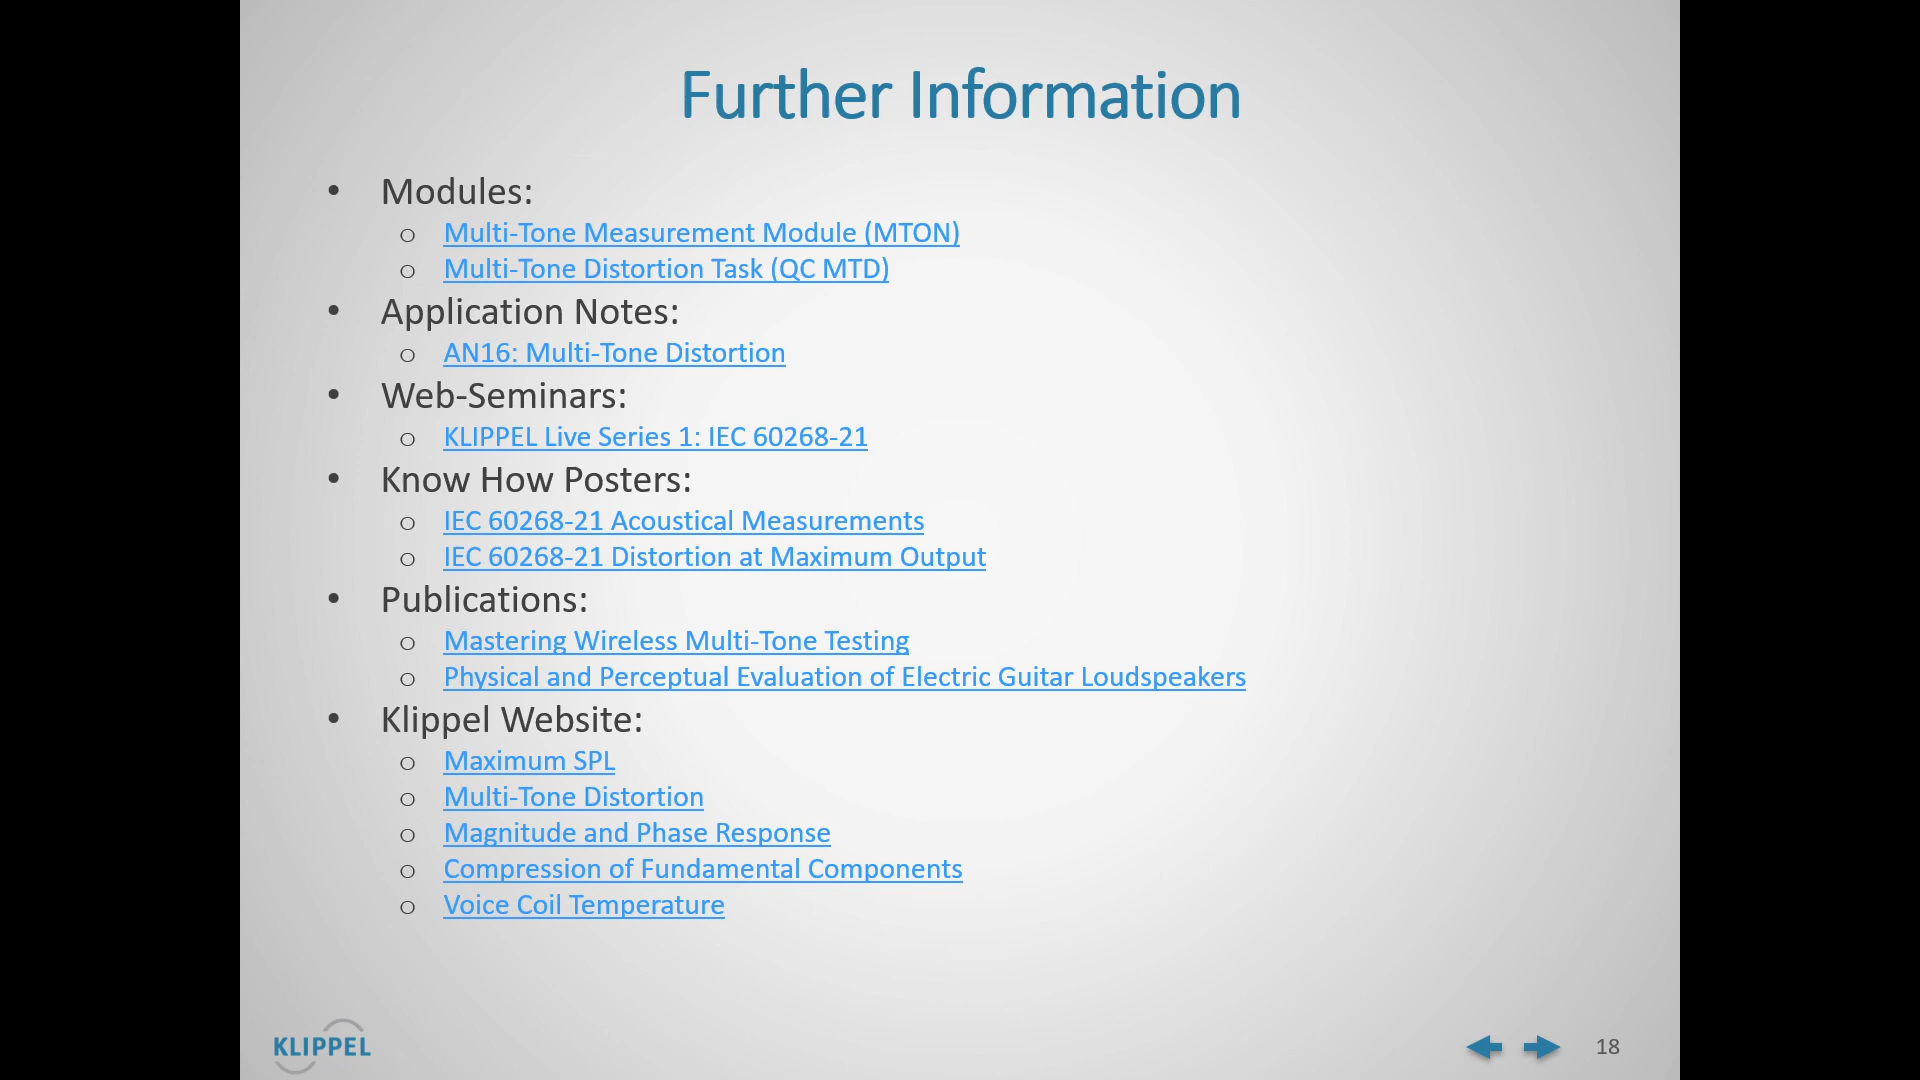 Further Information
• Modules:
o Multi-Tone Measurement Module (MTON)
o Multi-Tone Distortion Task (QC MTD)
• Application Notes:
o AN16: Multi-Tone Distortion
• Web-Seminars:
o KLIPPEL Live Series 1: IEC 60268-21
• Know How Posters:
o IEC 60268-21 Acoustical Measurements
o IEC 60268-21 Distortion at Maximum Output
• Publications:
o Mastering Wireless Multi-Tone Testing
o Physical and Perceptual Evaluation of Electric Guitar Loudspeakers
• Klippel Website:
o Maximum SPL
o Multi-Tone Distortion
o Magnitude and Phase Response
o Compression of Fundamental Components
o Voice Coil Temperature
KLIPPEL
18